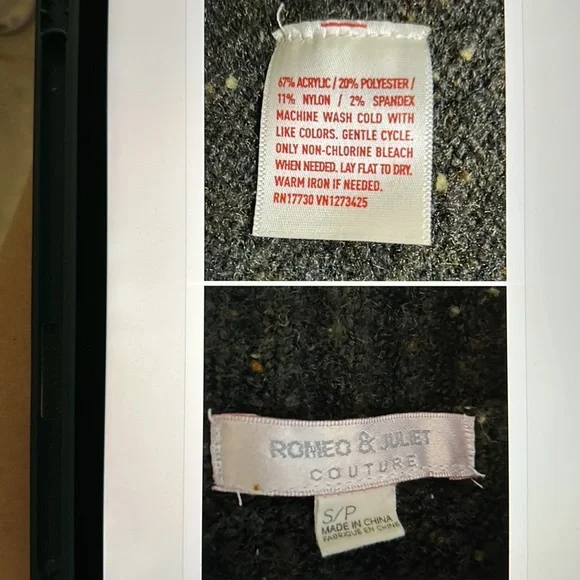 67% ACRYLIC / 20% POLYESTER /
11% NYLON / 2% SPANDEX
MACHINE WASH COLD WITH
LIKE COLORS. GENTLE CYCLE.
ONLY NON-CHLORINE BLEACH
WHEN NEEDED. LAY FLAT TO DRY.
WARM IRON IF NEEDED.
RN17730 VN1273425
ROMEO & JULIET
COUTURE
S/P
MADE IN CHINA
FABRIQUE EN CHINE